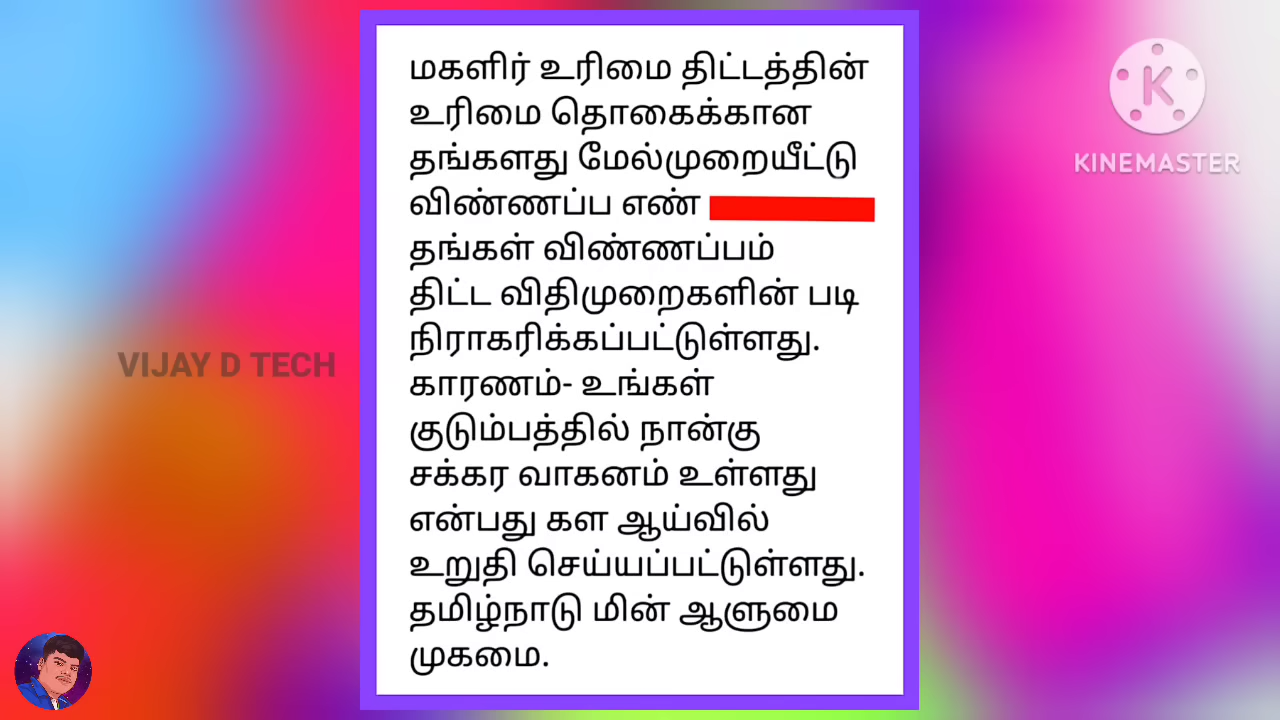 மகளிர் உரிமை திட்டத்தின்
உரிமை தொகைக்கான
தங்களது மேல்முறையீட்டு
விண்ணப்ப எண்
தங்கள் விண்ணப்பம்
திட்ட விதிமுறைகளின் படி
நிராகரிக்கப்பட்டுள்ளது.
காரணம்- உங்கள்
குடும்பத்தில் நான்கு
சக்கர வாகனம் உள்ளது
என்பது கள ஆய்வில்
உறுதி செய்யப்பட்டுள்ளது.
தமிழ்நாடு மின் ஆளுமை
முகமை.
VIJAY D TECH
K
KINEMASTER